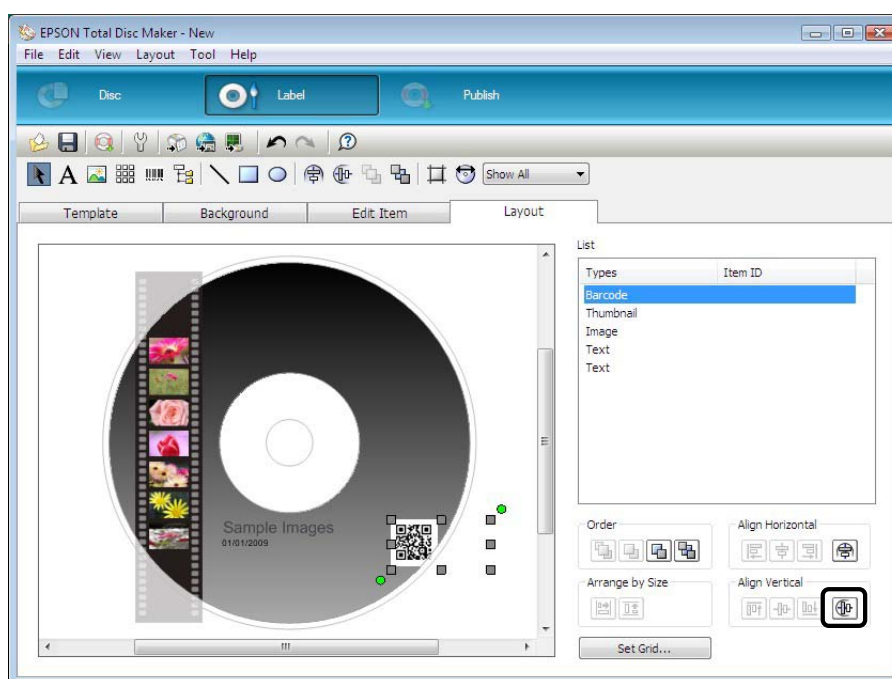 EPSON Total Disc Maker - New
File Edit View Layout Tool Help
Disc Label Publish
A Show All
Template Background Edit Item Layout
List
Types Item ID
Barcode
Thumbnail
Image
Text
Text
Sample Images
01/01/2009
Order Align Horizontal
Arrange by Size Align Vertical
Set Grid...